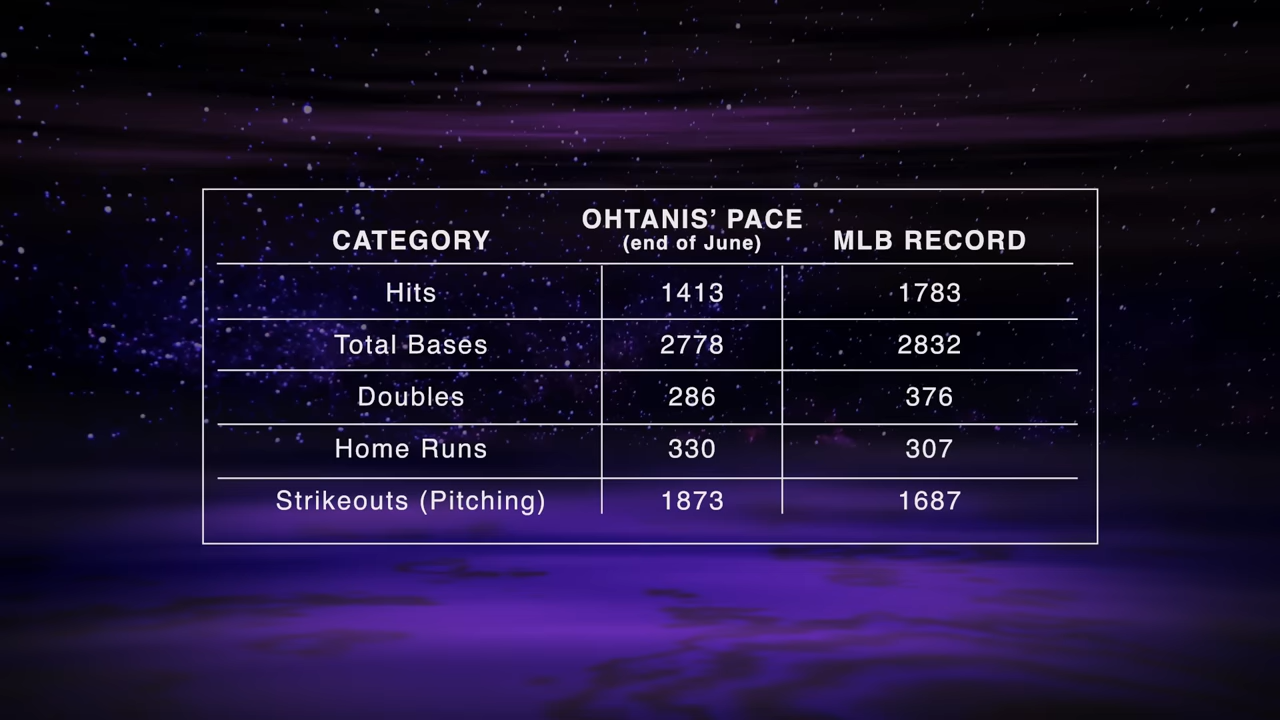 CATEGORY OHTANIS’ PACE (end of June) MLB RECORD
Hits 1413 1783
Total Bases 2778 2832
Doubles 286 376
Home Runs 330 307
Strikeouts (Pitching) 1873 1687